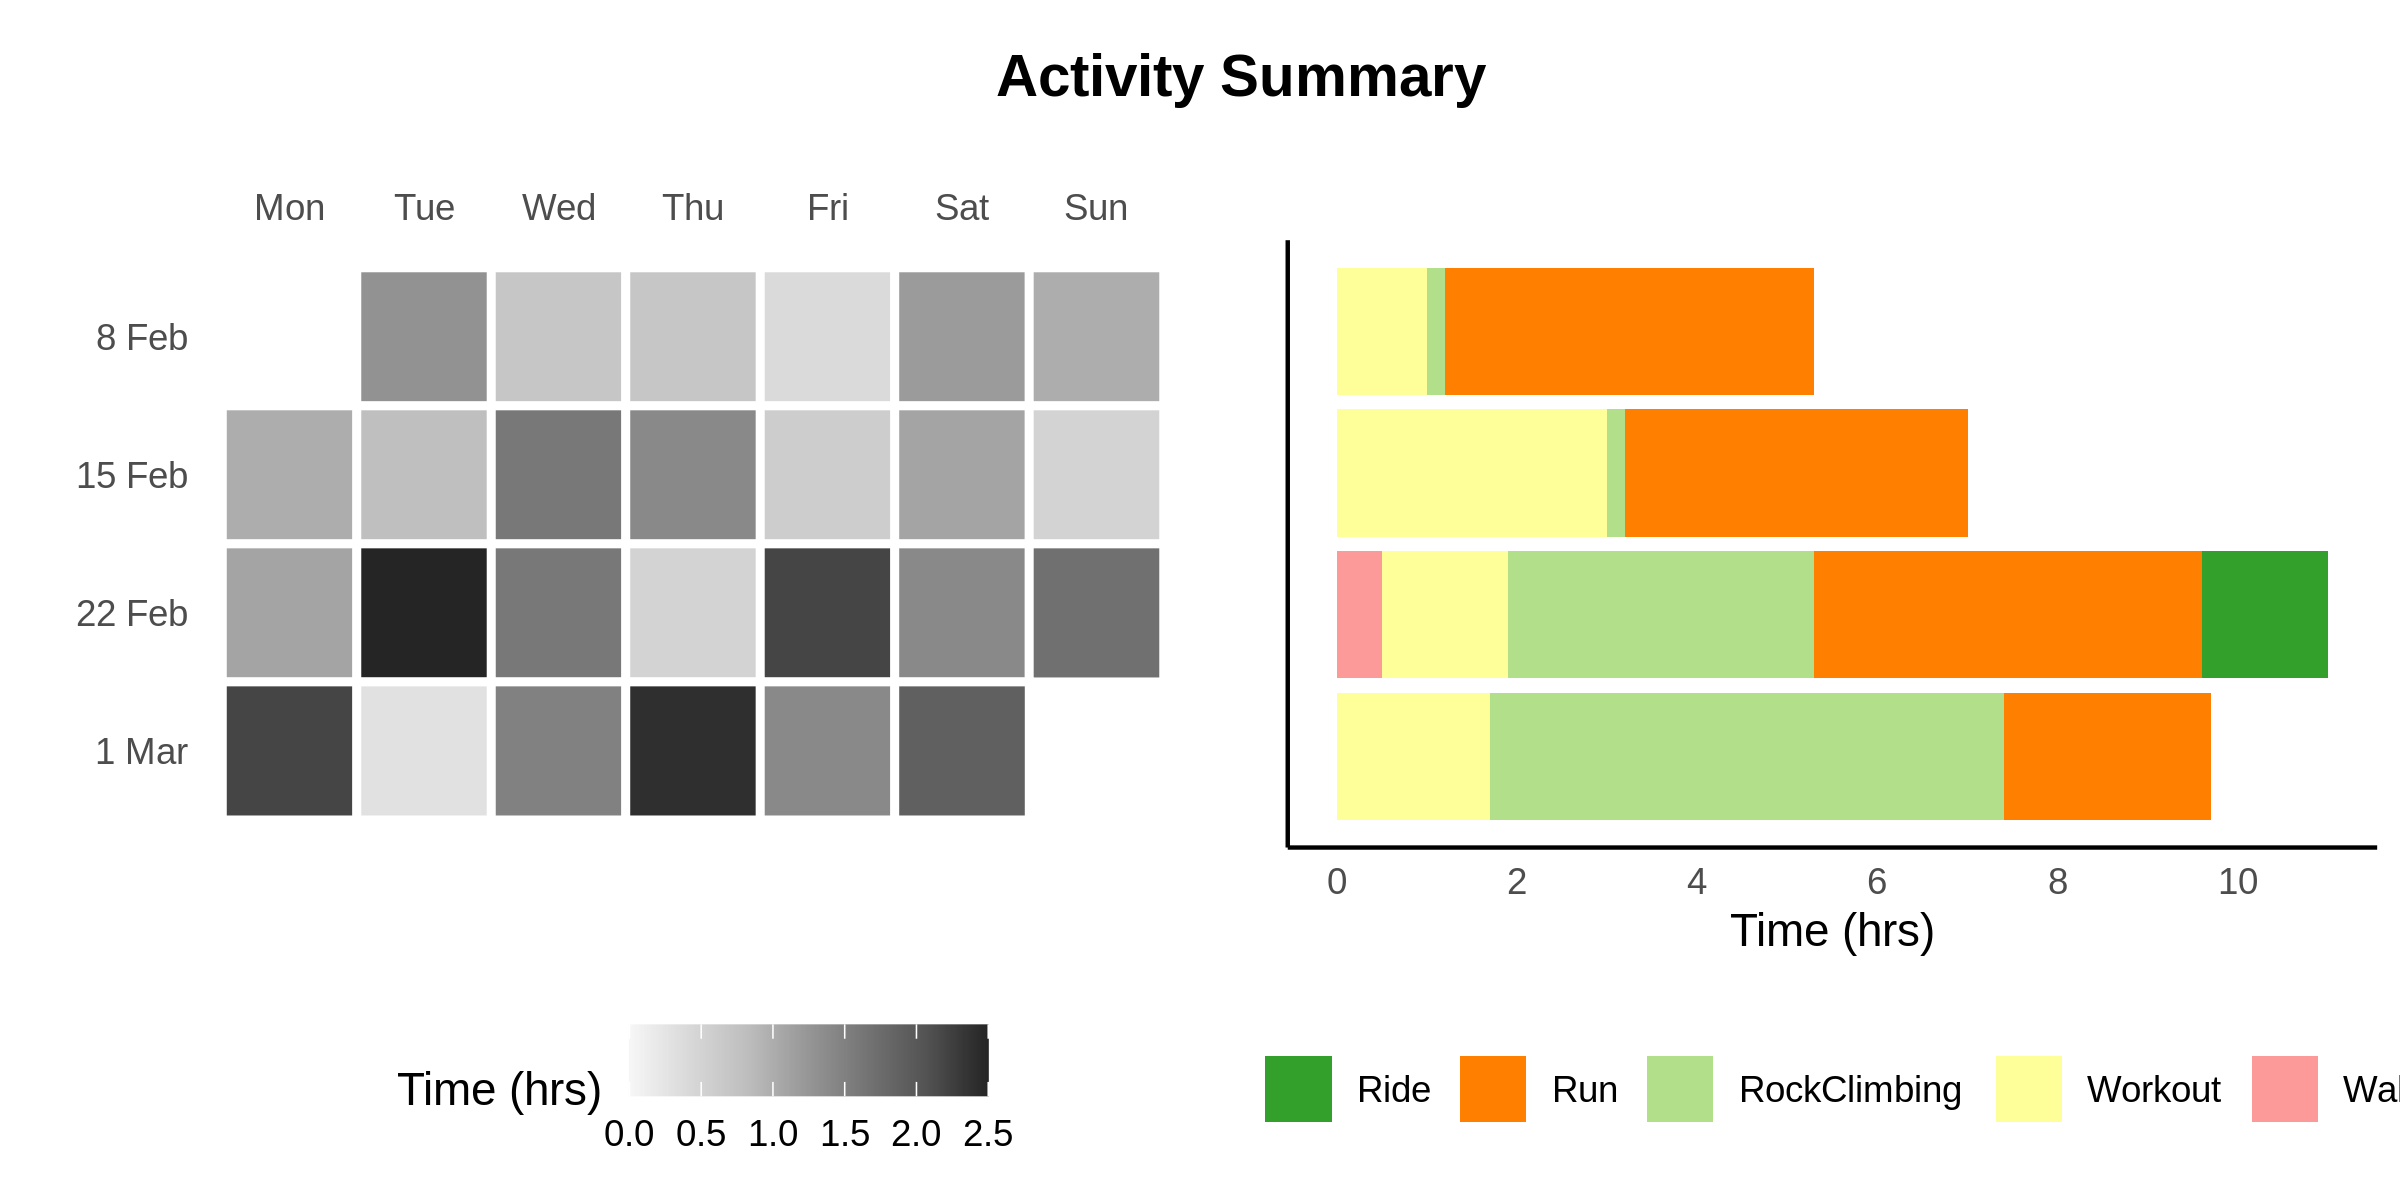 Activity Summary
Mon Tue Wed Thu Fri Sat Sun
8 Feb
15 Feb
22 Feb
1 Mar
0 2 4 6 8 10
Time (hrs)
Time (hrs)
0.0 0.5 1.0 1.5 2.0 2.5
Ride Run RockClimbing Workout